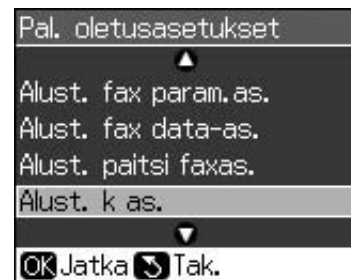 Pal. oletusasetukset
Alust. fax param.as.
Alust. fax data-as.
Alust. paitsi faxas.
Alust. k as.
OK Jatka Tak.